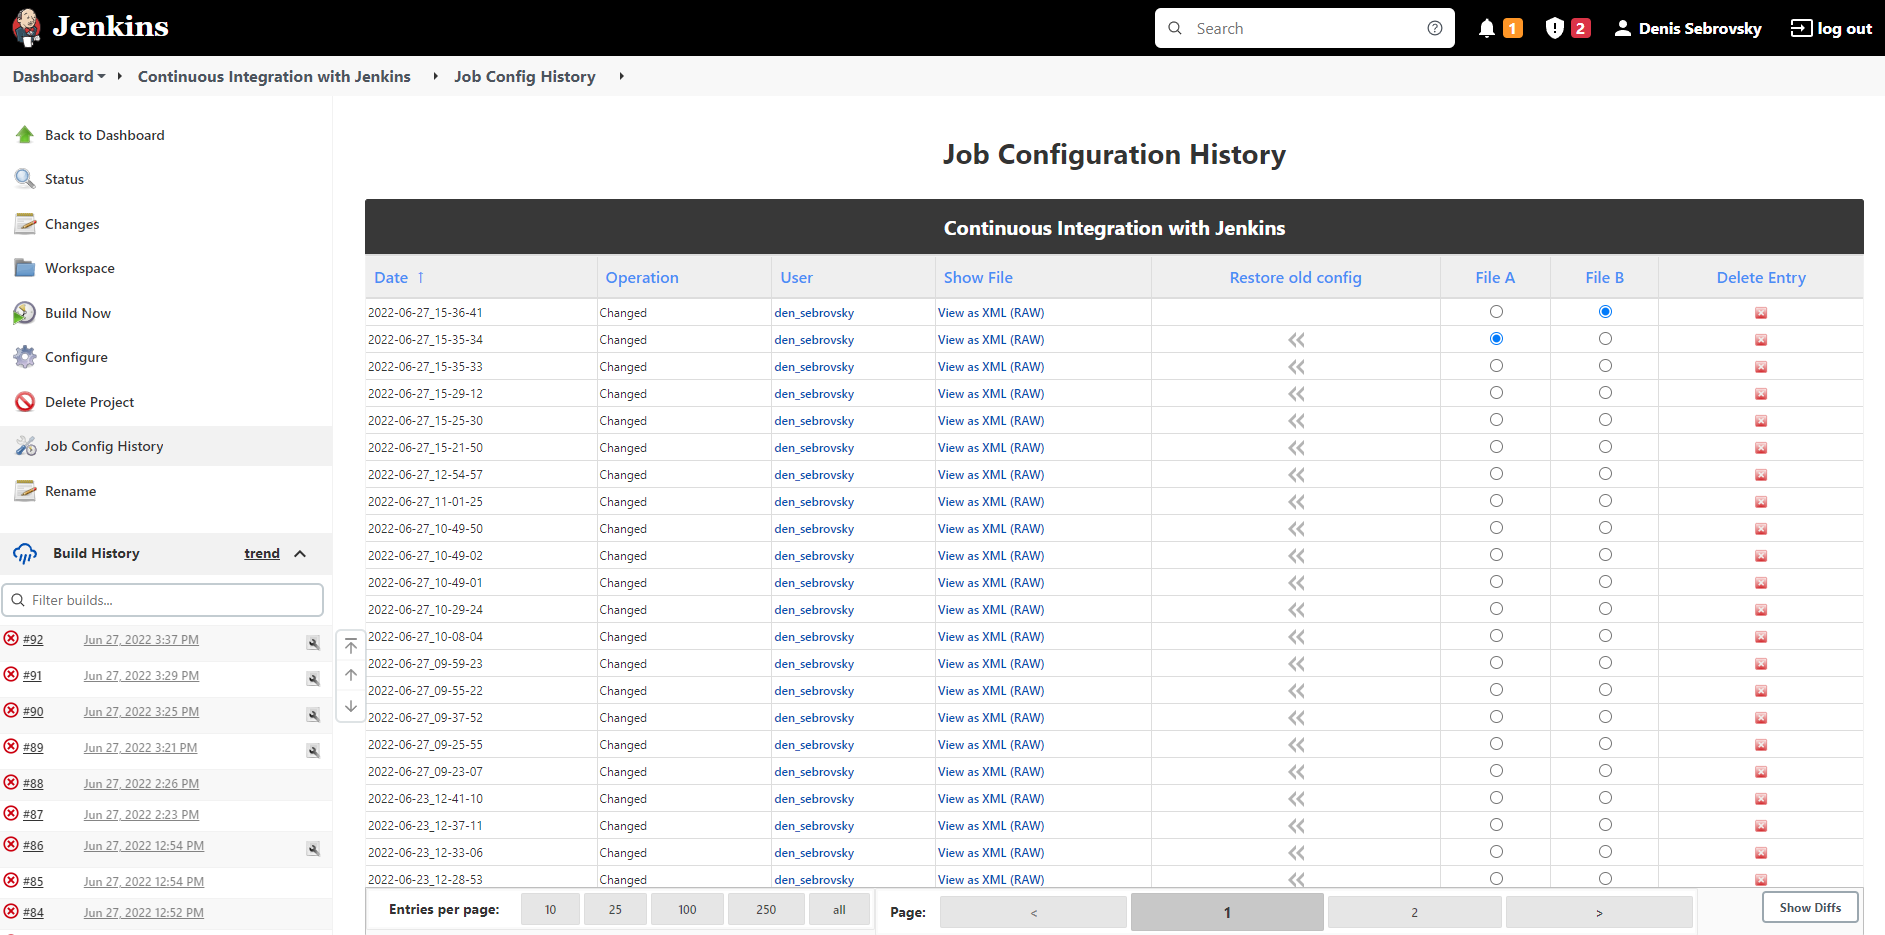 Jenkins
Search
1
2
Denis Sebrovsky
log out
Dashboard
Continuous Integration with Jenkins
Job Config History
Back to Dashboard
Status
Changes
Workspace
Build Now
Configure
Delete Project
Job Config History
Rename
Build History trend
Filter builds...
#92 Jun 27, 2022 3:37 PM
#91 Jun 27, 2022 3:29 PM
#90 Jun 27, 2022 3:25 PM
#89 Jun 27, 2022 3:21 PM
#88 Jun 27, 2022 2:26 PM
#87 Jun 27, 2022 2:23 PM
#86 Jun 27, 2022 12:54 PM
#85 Jun 27, 2022 12:54 PM
#84 Jun 27, 2022 12:52 PM
Job Configuration History
Continuous Integration with Jenkins
Date ↑ Operation User Show File Restore old config File A File B Delete Entry
2022-06-27_15-36-41 Changed den_sebrovsky View as XML (RAW)
2022-06-27_15-35-34 Changed den_sebrovsky View as XML (RAW)
2022-06-27_15-35-33 Changed den_sebrovsky View as XML (RAW)
2022-06-27_15-29-12 Changed den_sebrovsky View as XML (RAW)
2022-06-27_15-25-30 Changed den_sebrovsky View as XML (RAW)
2022-06-27_15-21-50 Changed den_sebrovsky View as XML (RAW)
2022-06-27_12-54-57 Changed den_sebrovsky View as XML (RAW)
2022-06-27_11-01-25 Changed den_sebrovsky View as XML (RAW)
2022-06-27_10-49-50 Changed den_sebrovsky View as XML (RAW)
2022-06-27_10-49-02 Changed den_sebrovsky View as XML (RAW)
2022-06-27_10-49-01 Changed den_sebrovsky View as XML (RAW)
2022-06-27_10-29-24 Changed den_sebrovsky View as XML (RAW)
2022-06-27_10-08-04 Changed den_sebrovsky View as XML (RAW)
2022-06-27_09-59-23 Changed den_sebrovsky View as XML (RAW)
2022-06-27_09-55-22 Changed den_sebrovsky View as XML (RAW)
2022-06-27_09-37-52 Changed den_sebrovsky View as XML (RAW)
2022-06-27_09-25-55 Changed den_sebrovsky View as XML (RAW)
2022-06-27_09-23-07 Changed den_sebrovsky View as XML (RAW)
2022-06-23_12-41-10 Changed den_sebrovsky View as XML (RAW)
2022-06-23_12-37-11 Changed den_sebrovsky View as XML (RAW)
2022-06-23_12-33-06 Changed den_sebrovsky View as XML (RAW)
2022-06-23_12-28-53 Changed den_sebrovsky View as XML (RAW)
Entries per page: 10 25 100 250 all Page: < 1 2 > Show Diffs